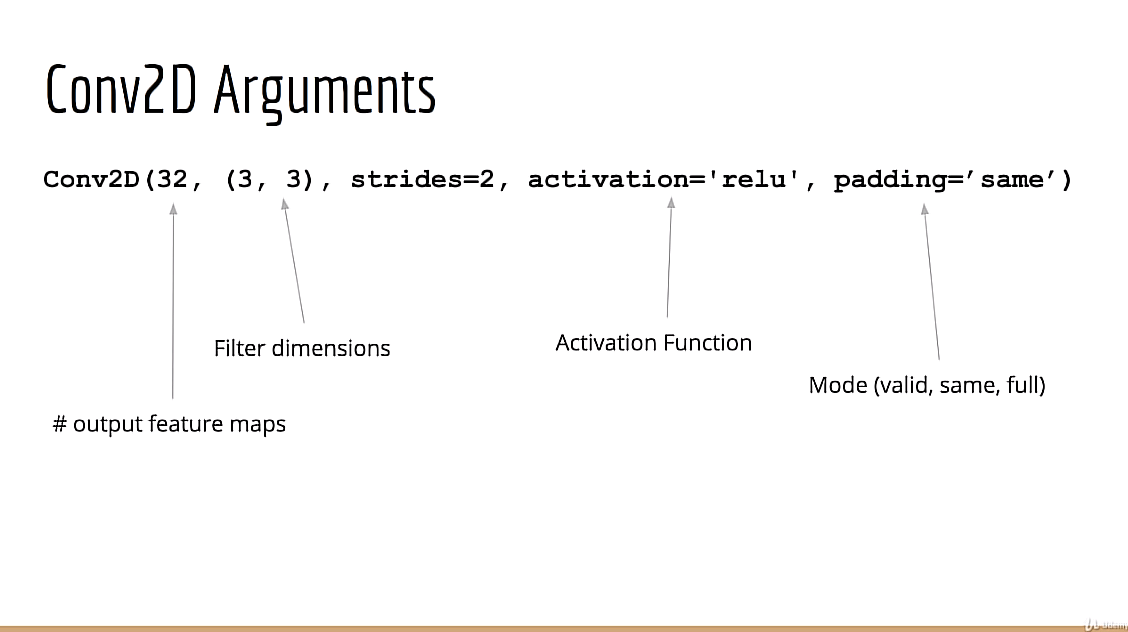 Conv2D Arguments
Conv2D(32, (3, 3), strides=2, activation='relu', padding=’same’)
Filter dimensions
Activation Function
Mode (valid, same, full)
# output feature maps
Udemy